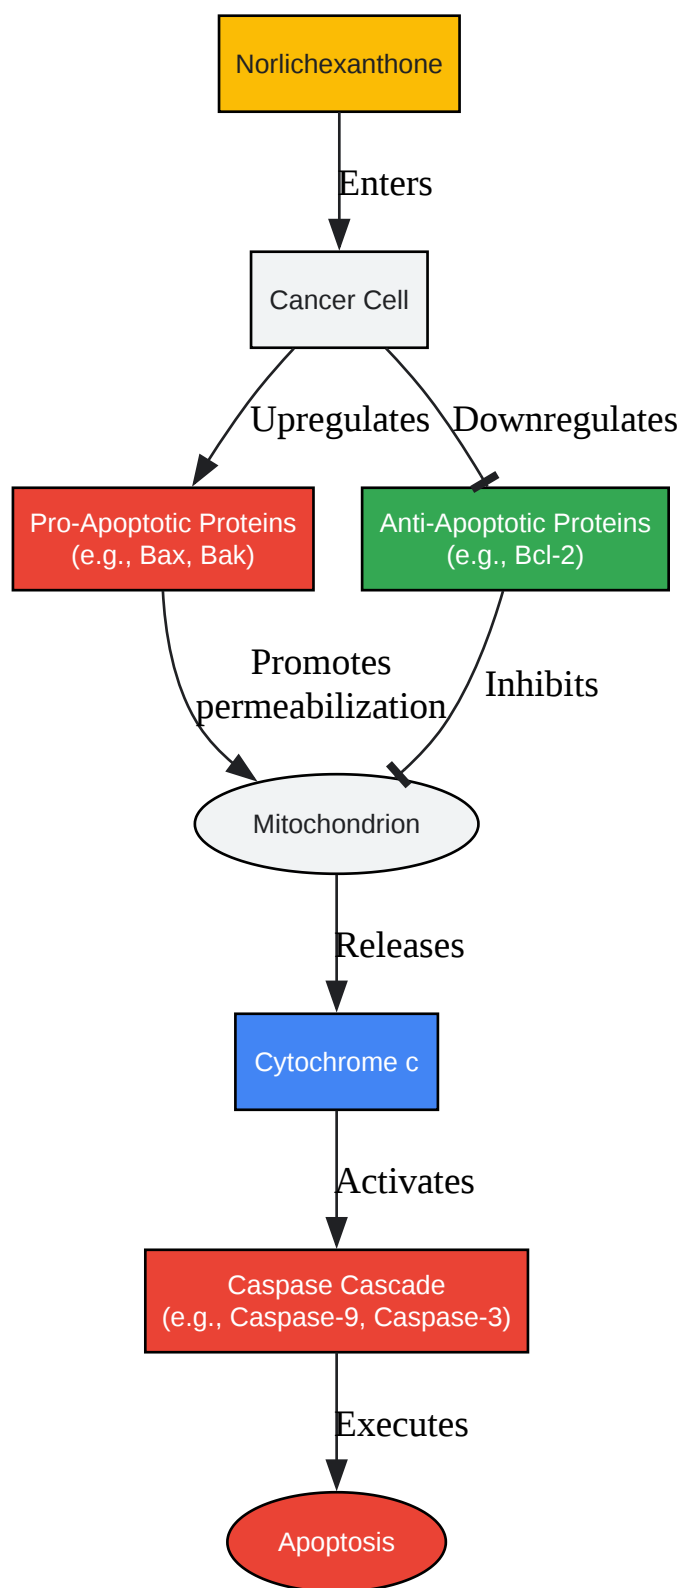 Norlichexanthone
Enters
Cancer Cell
Upregulates
Downregulates
Pro-Apoptotic Proteins
(e.g., Bax, Bak)
Anti-Apoptotic Proteins
(e.g., Bcl-2)
Promotes
permeabilization
Inhibits
Mitochondrion
Releases
Cytochrome c
Activates
Caspase Cascade
(e.g., Caspase-9, Caspase-3)
Executes
Apoptosis